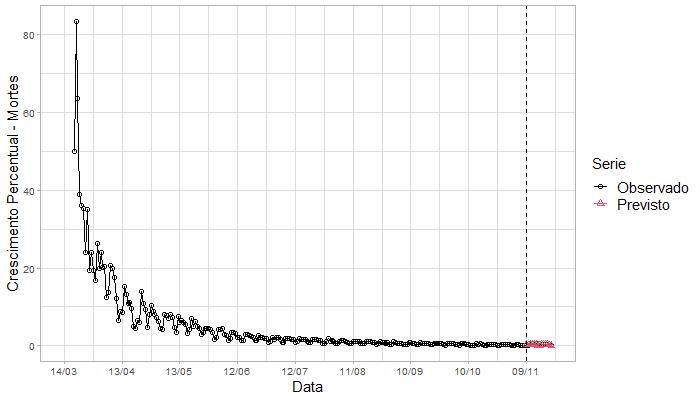 Crescimento Percentual - Mortes
80
60
40
20
0
14/03 13/04 13/05 12/06 12/07 11/08 10/09 10/10 09/11
Data
Serie
Observado
Previsto